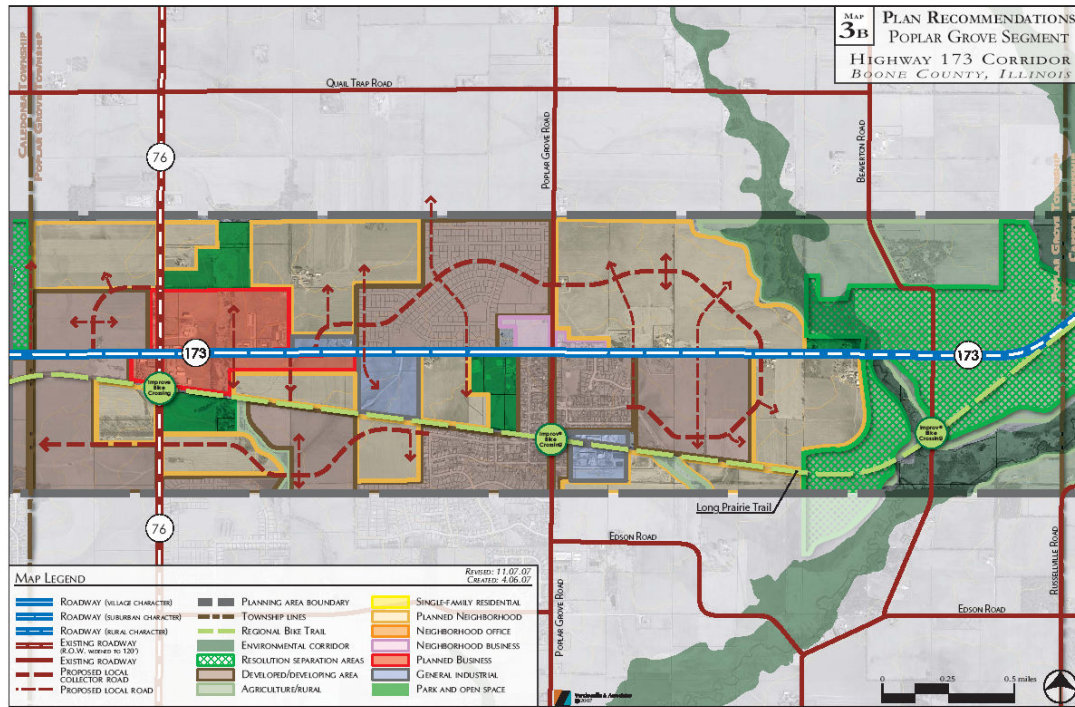 MAP
3B
PLAN RECOMMENDATIONS
POPLAR GROVE SEGMENT
HIGHWAY 173 CORRIDOR
BOONE COUNTY, ILLINOIS
CALEDONIA TOWNSHIP
POPLAR GROVE TOWNSHIP
QUAIL TRAP ROAD
POPLAR GROVE ROAD
BEAVERTON ROAD
POPLAR GROVE TOWNSHIP
76
173
173
Improve
Bike
Crossing
Improve
Bike
Crossing
Improve
Bike
Crossing
Long Prairie Trail
76
EDSON ROAD
EDSON ROAD
POPLAR GROVE ROAD
RUSSELLVILLE ROAD
MAP LEGEND
REVISED: 11.07.07
CREATED: 4.06.07
ROADWAY (VILLAGE CHARACTER)
ROADWAY (SUBURBAN CHARACTER)
ROADWAY (RURAL CHARACTER)
EXISTING ROADWAY
(R.O.W. WIDENED TO 120')
EXISTING ROADWAY
PROPOSED LOCAL
COLLECTOR ROAD
PROPOSED LOCAL ROAD
PLANNING AREA BOUNDARY
TOWNSHIP LINES
REGIONAL BIKE TRAIL
ENVIRONMENTAL CORRIDOR
RESOLUTION SEPARATION AREAS
DEVELOPED/DEVELOPING AREA
AGRICULTURE/RURAL
SINGLE-FAMILY RESIDENTIAL
PLANNED NEIGHBORHOOD
NEIGHBORHOOD OFFICE
NEIGHBORHOOD BUSINESS
PLANNED BUSINESS
GENERAL INDUSTRIAL
PARK AND OPEN SPACE
Vandewalle & Associates
©2007
0 0.25 0.5 miles